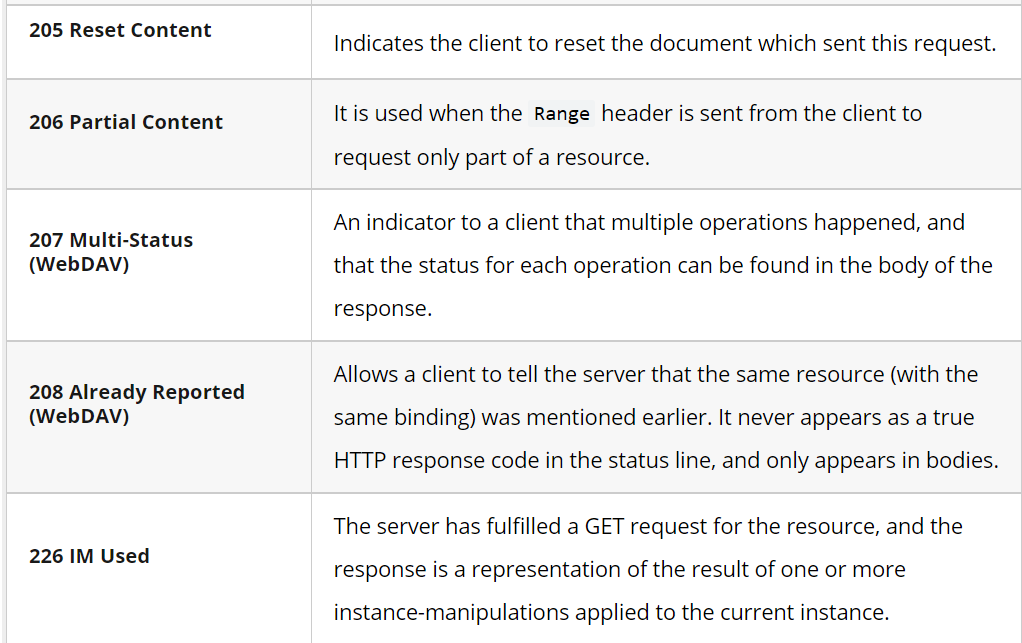 205 Reset Content
Indicates the client to reset the document which sent this request.
206 Partial Content
It is used when the Range header is sent from the client to
request only part of a resource.
207 Multi-Status
(WebDAV)
An indicator to a client that multiple operations happened, and
that the status for each operation can be found in the body of the
response.
208 Already Reported
(WebDAV)
Allows a client to tell the server that the same resource (with the
same binding) was mentioned earlier. It never appears as a true
HTTP response code in the status line, and only appears in bodies.
226 IM Used
The server has fulfilled a GET request for the resource, and the
response is a representation of the result of one or more
instance-manipulations applied to the current instance.